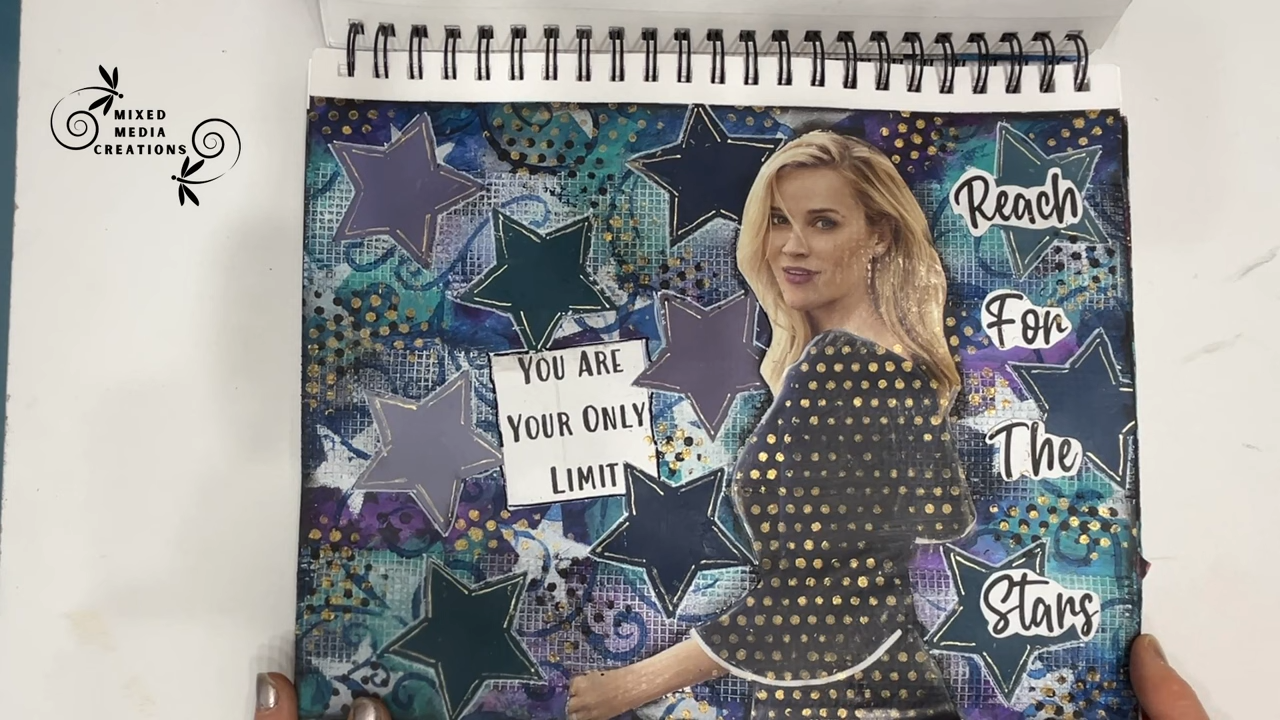 MIXED
MEDIA
CREATIONS
YOU ARE
YOUR ONLY
LIMIT
Reach
For
The
Stars